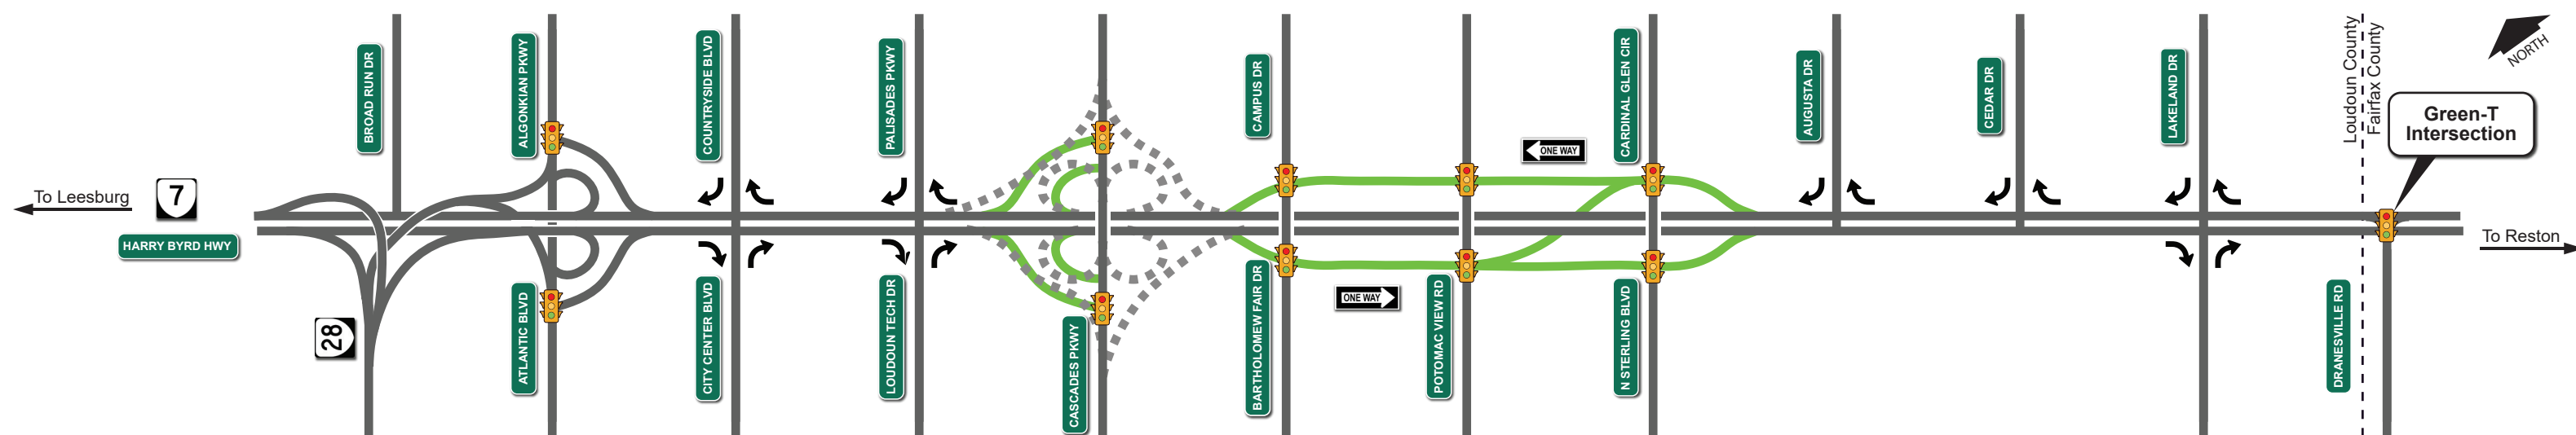 To Leesburg
7
HARRY BYRD HWY
28
BROAD RUN DR
ALGONKIAN PKWY
ATLANTIC BLVD
COUNTRYSIDE BLVD
CITY CENTER BLVD
PALISADES PKWY
LOUDOUN TECH DR
CASCADES PKWY
CAMPUS DR
BARTHOLOMEW FAIR DR
POTOMAC VIEW RD
ONE WAY
ONE WAY
CARDINAL GLEN CIR
N STERLING BLVD
AUGUSTA DR
CEDAR DR
LAKELAND DR
Loudoun County
Fairfax County
DRANESVILLE RD
Green-T
Intersection
NORTH
To Reston